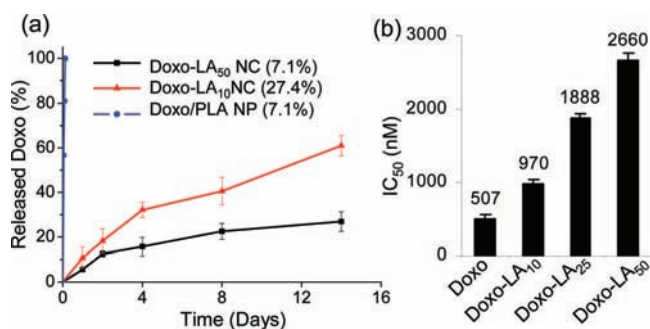 (a)
100
80
60
40
20
0
Released Doxo (%)
Doxo-LA₅₀ NC (7.1%)
Doxo-LA₁₀NC (27.4%)
Doxo/PLA NP (7.1%)
0 4 8 12 16
Time (Days)
(b)
3000
2000
1000
0
IC₅₀ (nM)
507
970
1888
2660
Doxo
Doxo-LA₁₀
Doxo-LA₂₅
Doxo-LA₅₀